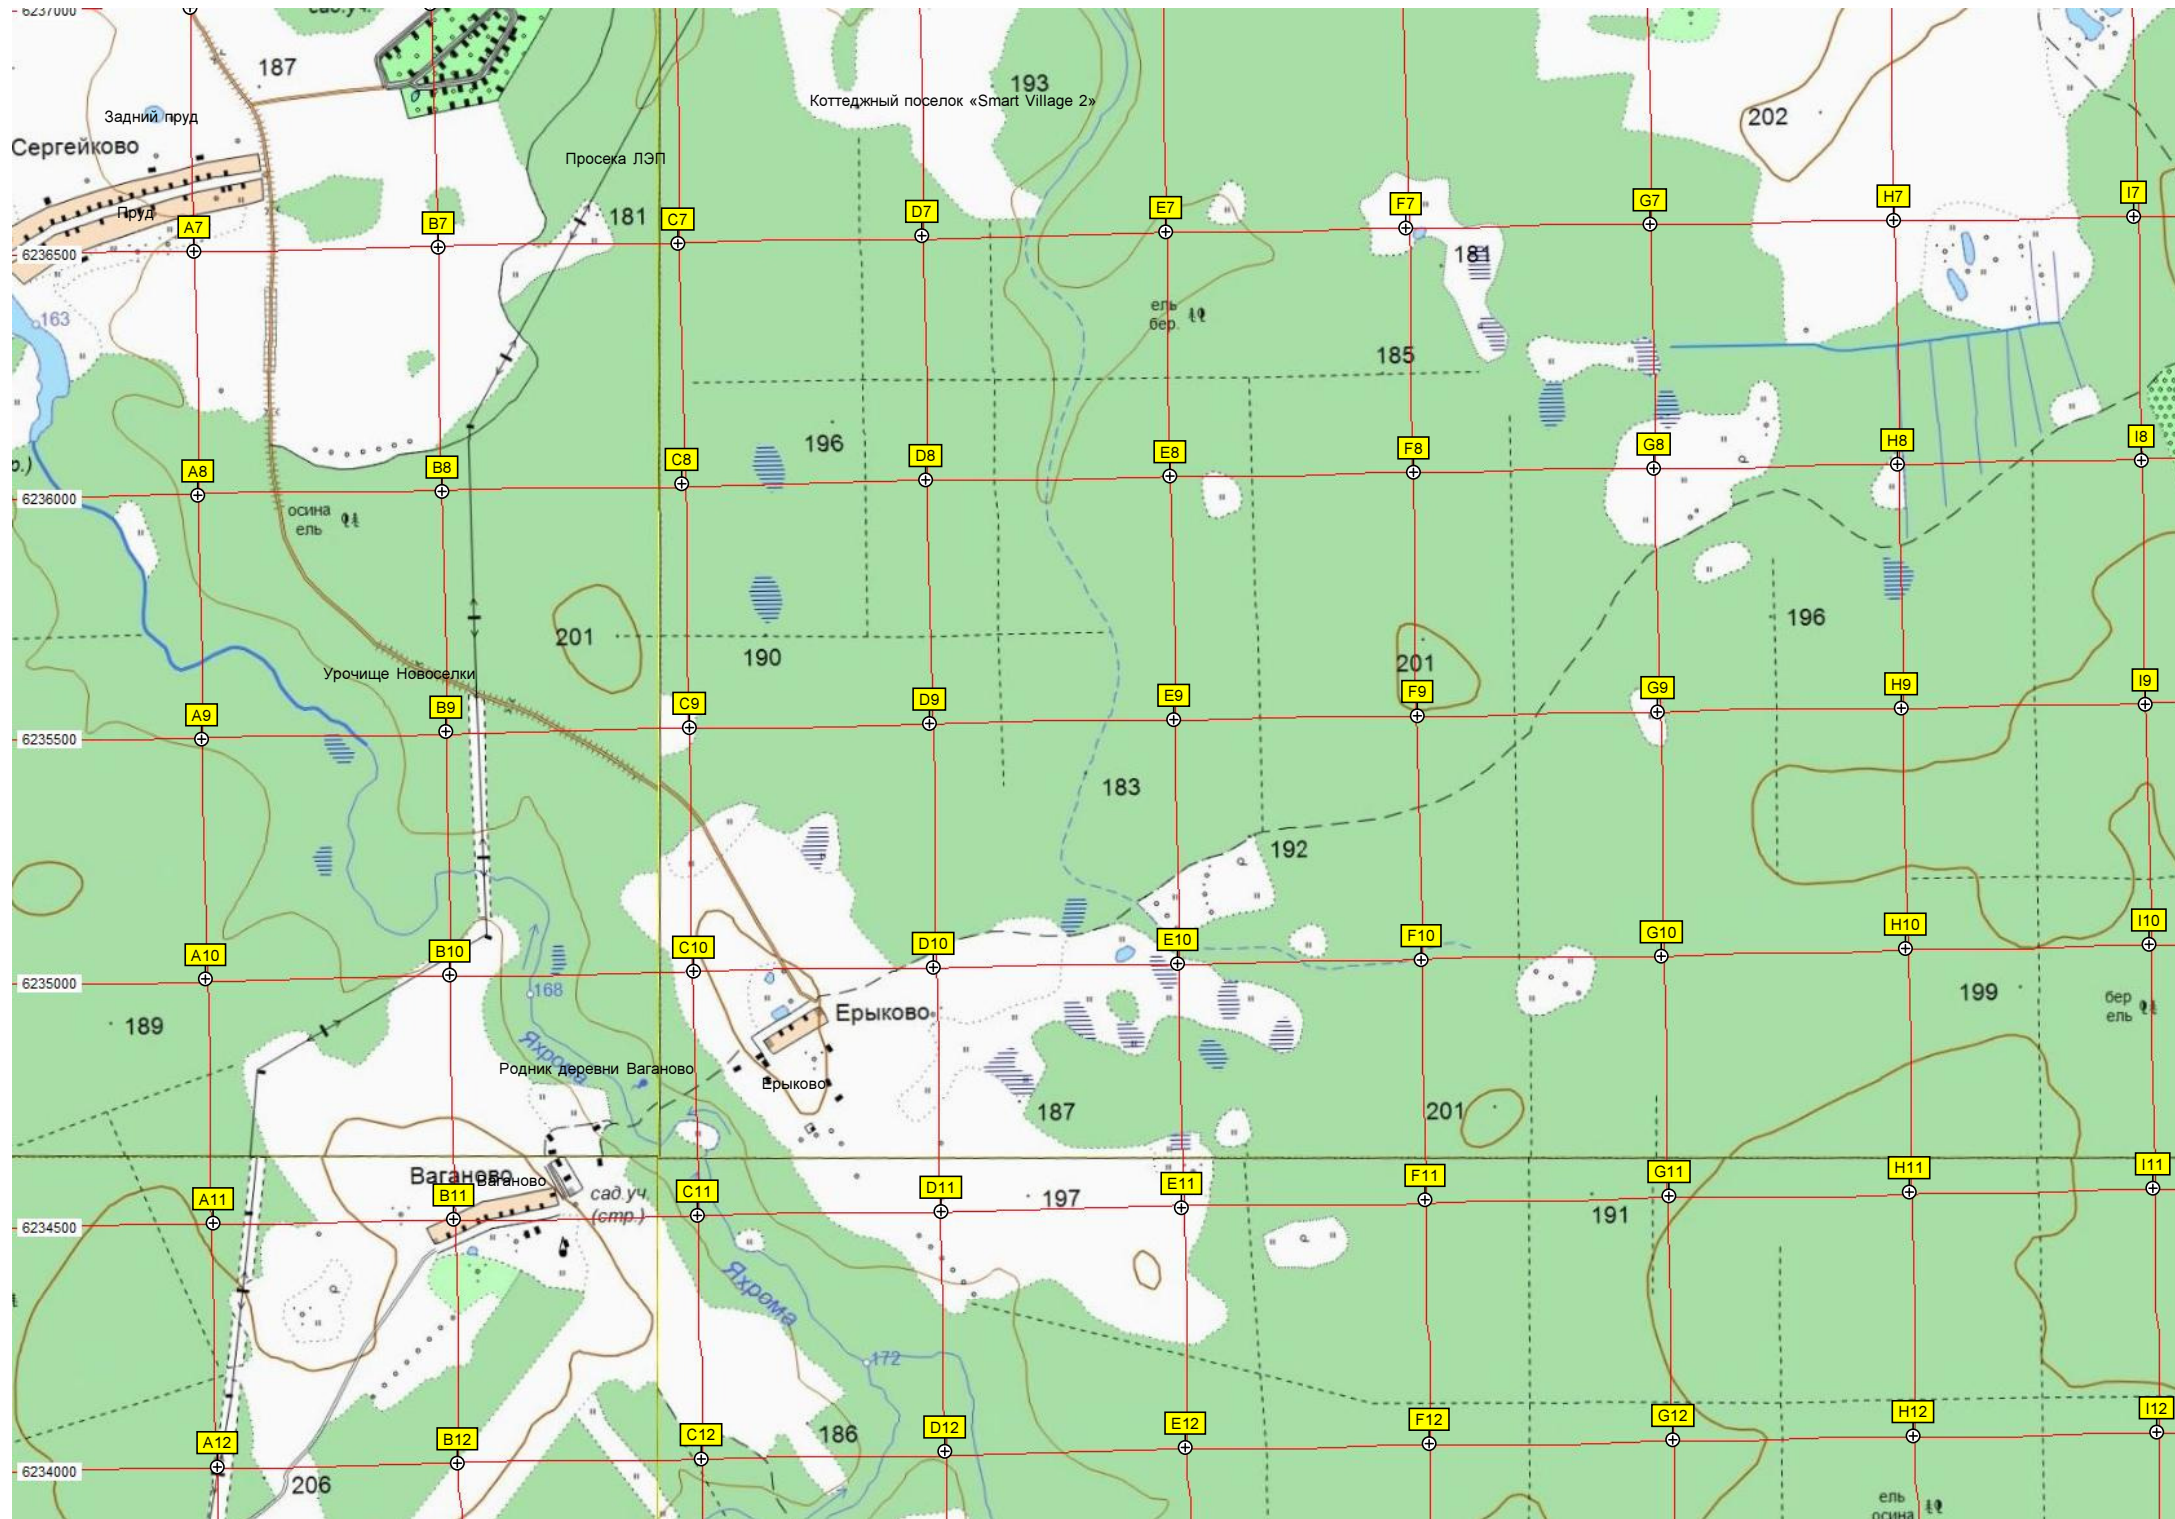 6237000
сад.уч.
187
193
Коттеджный поселок «Smart Village 2»
202
Задний пруд
Сергейково
Просека ЛЭП
Пруд
181
A7
B7
C7
D7
E7
F7
G7
H7
I7
6236500
181
163
ель
бер.
185
196
р.)
A8
B8
C8
D8
E8
F8
G8
H8
I8
6236000
осина
ель
201
190
196
201
Урочище Новоселки
A9
B9
C9
D9
E9
F9
G9
H9
I9
6235500
183
192
A10
B10
C10
D10
E10
F10
G10
H10
I10
6235000
168
199
189
Ерыково
бер
ель
Яхрома
Родник деревни Ваганово
Ерыково
187
201
Ваганово
Ваганово
сад.уч.
(стр.)
A11
B11
C11
D11
E11
F11
G11
H11
I11
197
191
6234500
Яхрома
172
186
A12
B12
C12
D12
E12
F12
G12
H12
I12
6234000
206
ель
осина